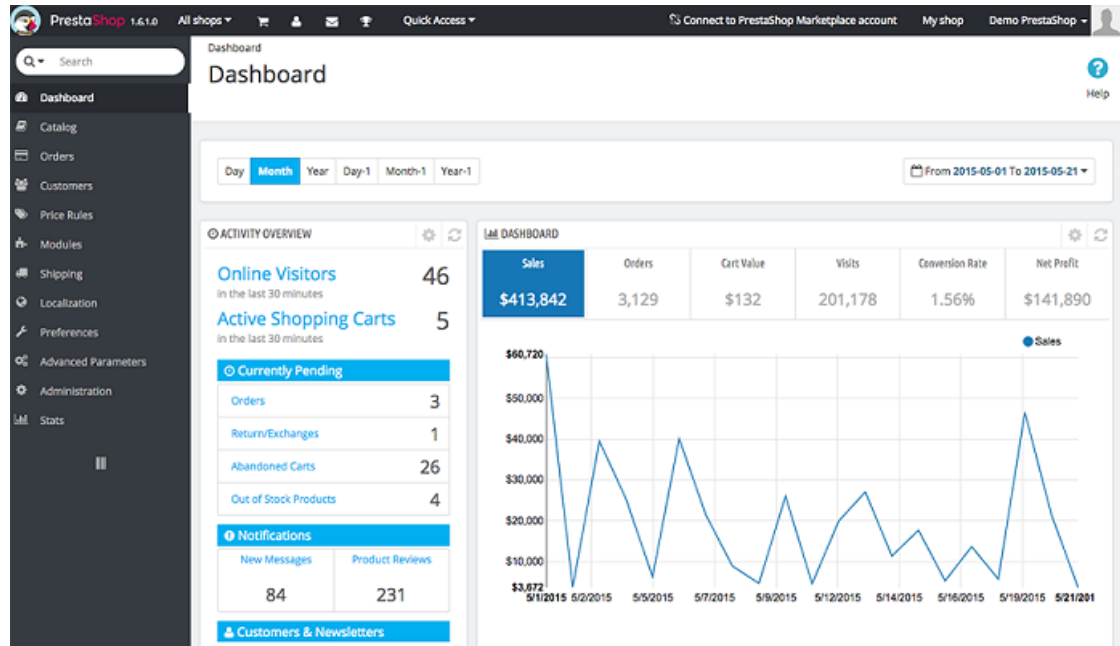 PrestaShop 1.6.1.0 All shops Quick Access Connect to PrestaShop Marketplace account My shop Demo PrestaShop
Search
Dashboard
Catalog
Orders
Customers
Price Rules
Modules
Shipping
Localization
Preferences
Advanced Parameters
Administration
Stats
Dashboard
Dashboard
Help
Day Month Year Day-1 Month-1 Year-1
From 2015-05-01 To 2015-05-21
ACTIVITY OVERVIEW
Online Visitors 46
in the last 30 minutes
Active Shopping Carts 5
in the last 30 minutes
Currently Pending
Orders 3
Return/Exchanges 1
Abandoned Carts 26
Out of Stock Products 4
Notifications
New Messages Product Reviews
84 231
Customers & Newsletters
DASHBOARD
Sales Orders Cart Value Visits Conversion Rate Net Profit
$413,842 3,129 $132 201,178 1.56% $141,890
Sales
$60,720
$50,000
$40,000
$30,000
$20,000
$10,000
$3,672
5/1/2015 5/2/2015 5/5/2015 5/7/2015 5/9/2015 5/12/2015 5/14/2015 5/16/2015 5/19/2015 5/21/201